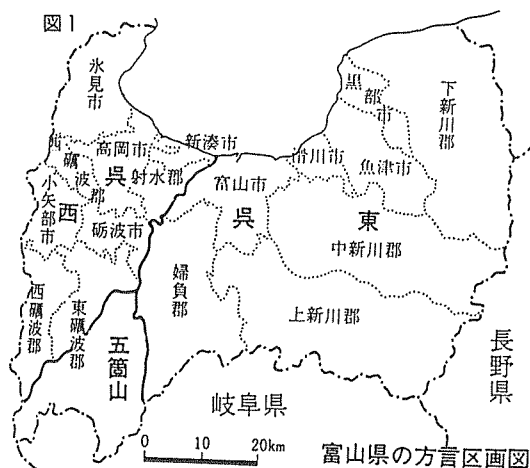 図1
氷見市
高岡市
新湊市
西礪波郡
呉
射水郡
小矢部市
西
砺波市
西礪波郡
東礪波郡
五箇山
黒部市
下新川郡
滑川市
魚津市
富山市
呉
東
中新川郡
婦負郡
上新川郡
長野県
岐阜県
0 10 20km
富山県の方言区画図